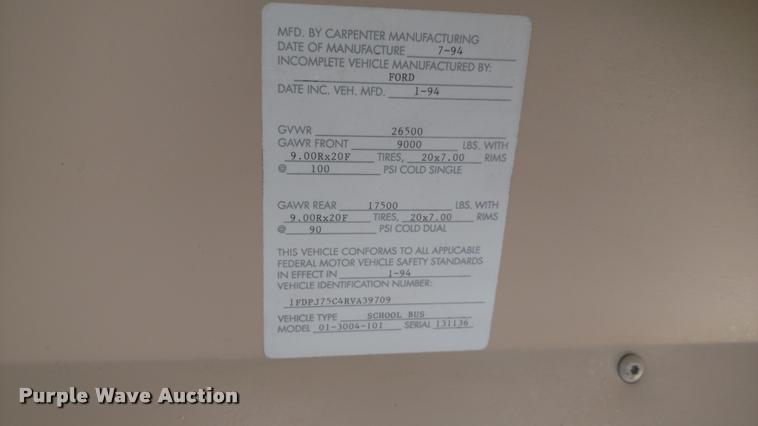 MFD. BY CARPENTER MANUFACTURING
DATE OF MANUFACTURE 7-94
INCOMPLETE VEHICLE MANUFACTURED BY:
FORD
DATE INC. VEH. MFD. 1-94
GVWR 26500
GAWR FRONT 9000 LBS. WITH
9.00Rx20F TIRES, 20x7.00 RIMS
@ 100 PSI COLD SINGLE
GAWR REAR 17500 LBS. WITH
9.00Rx20F TIRES, 20x7.00 RIMS
@ 90 PSI COLD DUAL
THIS VEHICLE CONFORMS TO ALL APPLICABLE
FEDERAL MOTOR VEHICLE SAFETY STANDARDS
IN EFFECT IN 1-94
VEHICLE IDENTIFICATION NUMBER:
1FDPJ75C4RVA39709
VEHICLE TYPE SCHOOL BUS
MODEL 01-3004-101 SERIAL 131136
Purple Wave Auction